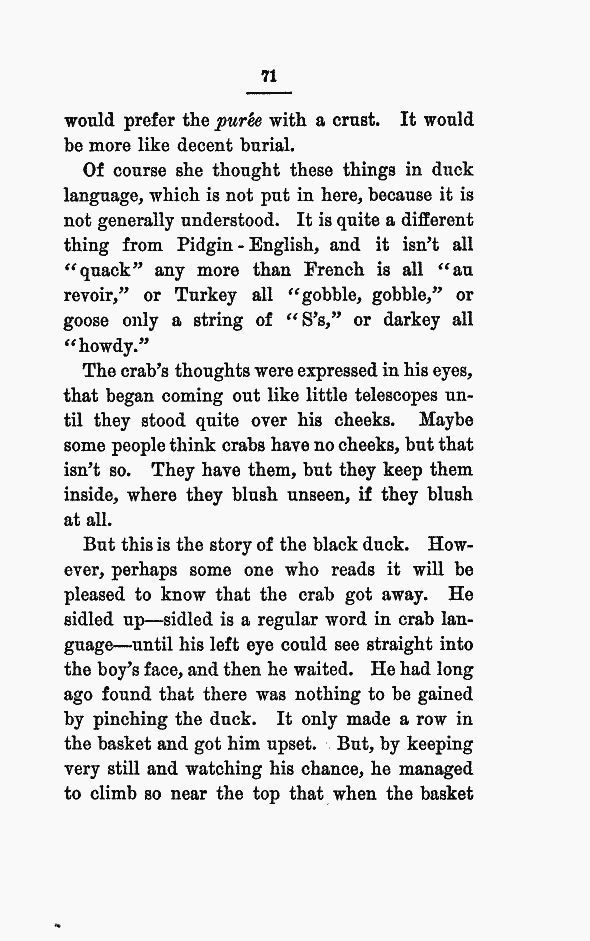 71
would prefer the purée with a crust. It would
be more like decent burial.
Of course she thought these things in duck
language, which is not put in here, because it is
not generally understood. It is quite a different
thing from Pidgin-English, and it isn't all
"quack" any more than French is all "au
revoir," or Turkey all "gobble, gobble," or
goose only a string of "S's," or darkey all
"howdy."
The crab's thoughts were expressed in his eyes,
that began coming out like little telescopes un-
til they stood quite over his cheeks. Maybe
some people think crabs have no cheeks, but that
isn't so. They have them, but they keep them
inside, where they blush unseen, if they blush
at all.
But this is the story of the black duck. How-
ever, perhaps some one who reads it will be
pleased to know that the crab got away. He
sidled up—sidled is a regular word in crab lan-
guage—until his left eye could see straight into
the boy's face, and then he waited. He had long
ago found that there was nothing to be gained
by pinching the duck. It only made a row in
the basket and got him upset. But, by keeping
very still and watching his chance, he managed
to climb so near the top that when the basket